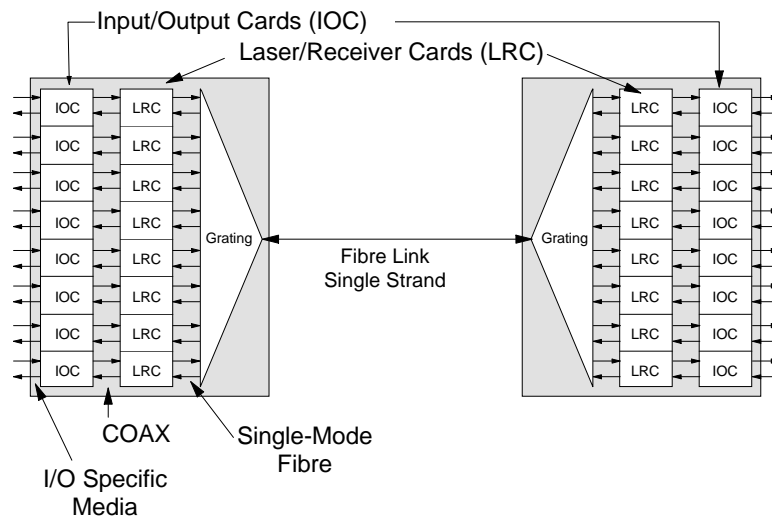 Input/Output Cards (IOC)
Laser/Receiver Cards (LRC)
IOC LRC LRC IOC
IOC LRC LRC IOC
IOC LRC LRC IOC
IOC LRC LRC IOC
Grating Grating
Fibre Link
Single Strand
IOC LRC LRC IOC
IOC LRC LRC IOC
IOC LRC LRC IOC
IOC LRC LRC IOC
COAX
Single-Mode
Fibre
I/O Specific
Media